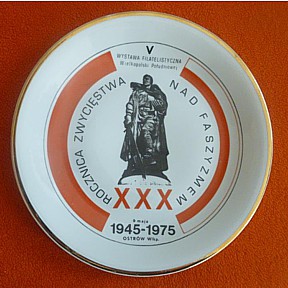 V
WYSTAWA FILATELISTYCZNA
Wielkopolski Południowej
ROCZNICA ZWYCIĘSTWA NAD FASZYZMEM
XXX
9 maja
1945-1975
OSTRÓW Wlkp.